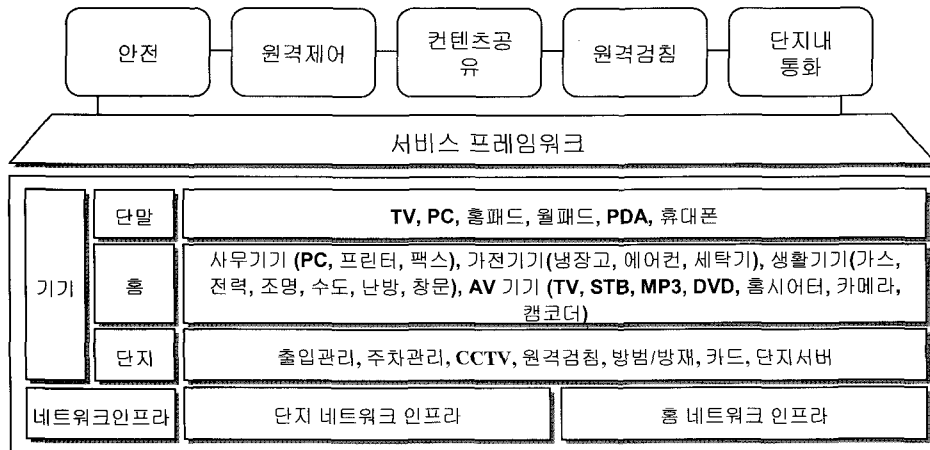 안전
원격제어
컨텐츠공
유
원격검침
단지내
통화
서비스 프레임워크
기기
단말
TV, PC, 홈패드, 월패드, PDA, 휴대폰
홈
사무기기 (PC, 프린터, 팩스), 가전기기(냉장고, 에어컨, 세탁기), 생활기기(가스,
전력, 조명, 수도, 난방, 창문), AV 기기 (TV, STB, MP3, DVD, 홈시어터, 카메라,
캠코더)
단지
출입관리, 주차관리, CCTV, 원격검침, 방범/방재, 카드, 단지서버
네트워크인프라
단지 네트워크 인프라
홈 네트워크 인프라